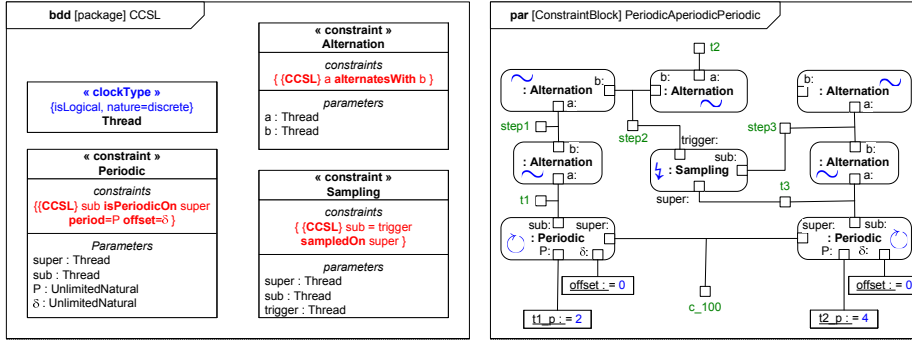 bdd [package] CCSL
« clockType »
{isLogical, nature=discrete}
Thread
« constraint »
Periodic
constraints
{{CCSL} sub isPeriodicOn super
period=P offset=δ }
Parameters
super : Thread
sub : Thread
P : UnlimitedNatural
δ : UnlimitedNatural
« constraint »
Alternation
constraints
{ {CCSL} a alternatesWith b }
parameters
a : Thread
b : Thread
« constraint »
Sampling
constraints
{ {CCSL} sub = trigger
sampledOn super }
parameters
super : Thread
sub : Thread
trigger : Thread
par [ConstraintBlock] PeriodicAperiodicPeriodic
t2
b:
: Alternation
a:
a:
: Alternation
b:
b:
: Alternation
a:
step1
step2
step3
b:
: Alternation
a:
trigger:
sub:
: Sampling
super:
b:
: Alternation
a:
t1
t3
sub: super:
: Periodic
P: δ:
super: sub:
: Periodic
P: δ:
offset : = 0
offset : = 0
c_100
t1_p : = 2
t2_p : = 4